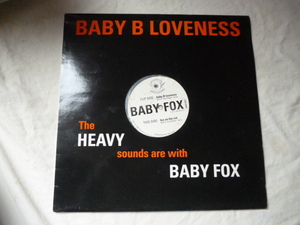 BABY B LOVENESS
BABY FOX
The
HEAVY
sounds are with
BABY FOX